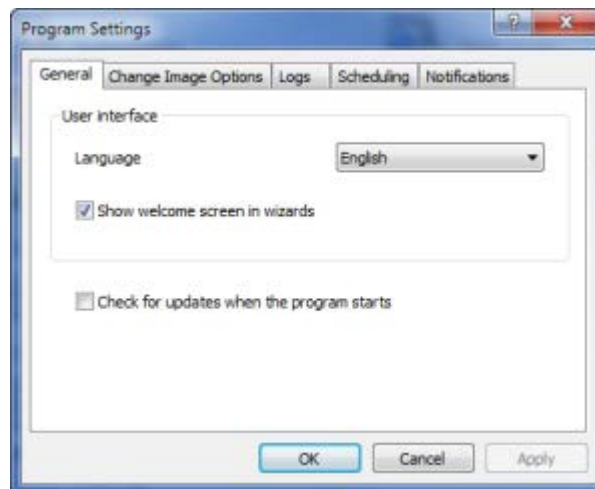 Program Settings
General Change Image Options Logs Scheduling Notifications
User interface
Language English
Show welcome screen in wizards
Check for updates when the program starts
OK Cancel Apply